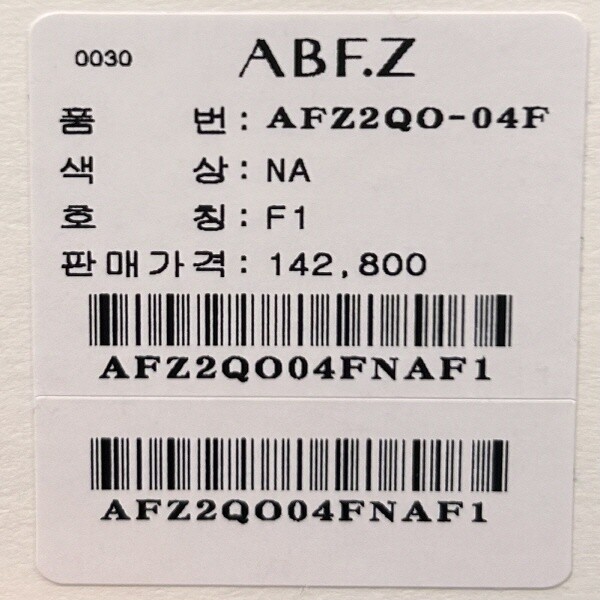 0030 ABF.Z
품 번 : AFZ2QO-04F
색 상 : NA
호 칭 : F1
판매가격 : 142,800
AFZ2QO04FNAF1
AFZ2QO04FNAF1